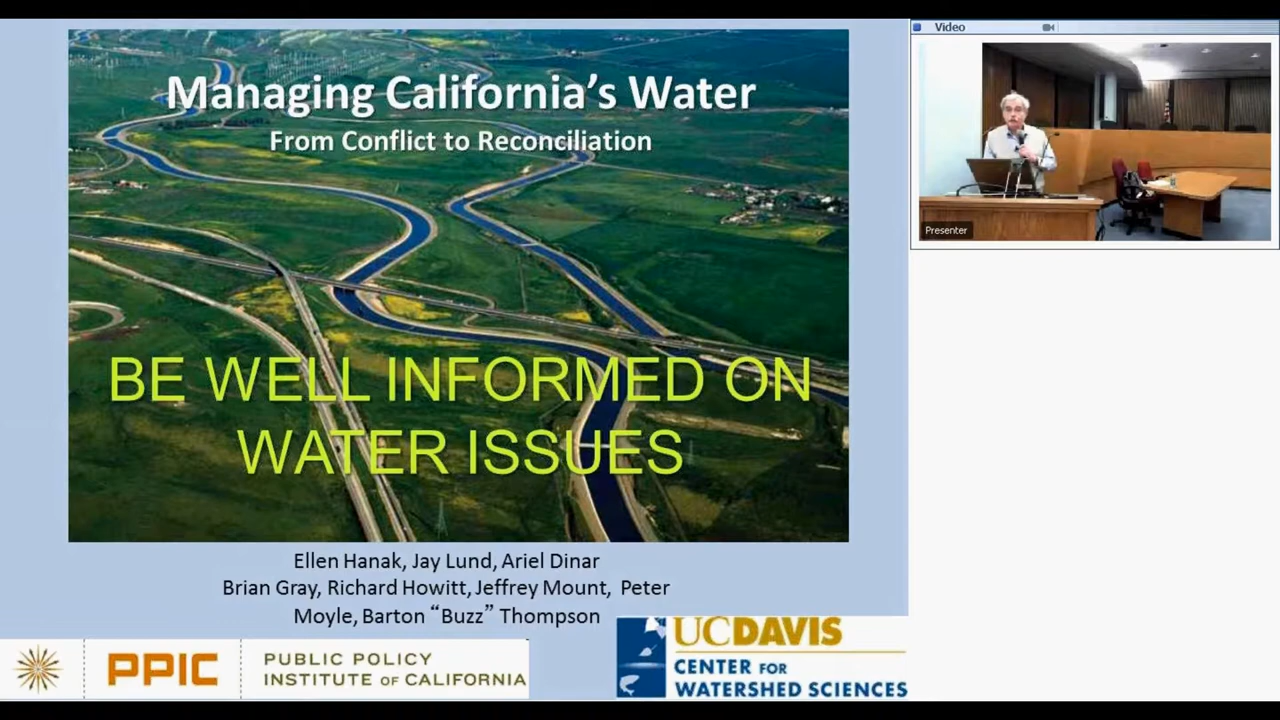 Managing California's Water
From Conflict to Reconciliation
BE WELL INFORMED ON
WATER ISSUES
Ellen Hanak, Jay Lund, Ariel Dinar
Brian Gray, Richard Howitt, Jeffrey Mount, Peter
Moyle, Barton “Buzz” Thompson
PPIC
PUBLIC POLICY
INSTITUTE OF CALIFORNIA
UCDAVIS
CENTER FOR
WATERSHED SCIENCES
Video
Presenter